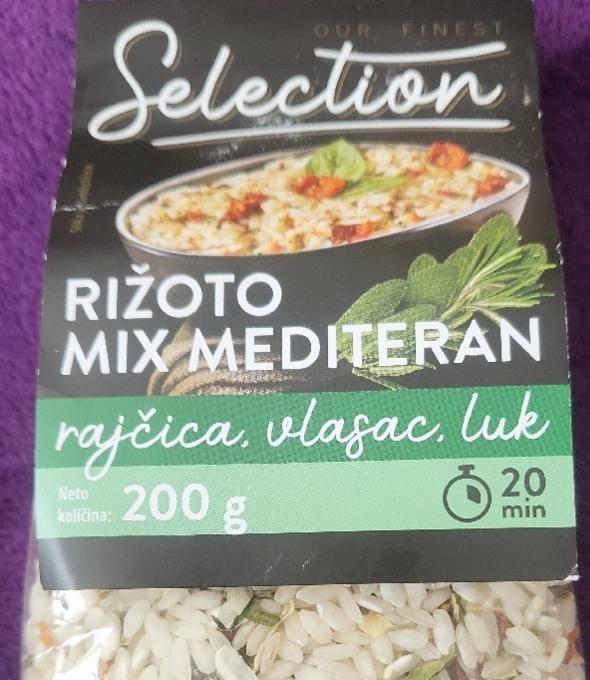 OUR FINEST
Selection
RIŽOTO
MIX MEDITERAN
rajčica, vlasac, luk
Neto
količina: 200 g
20
min